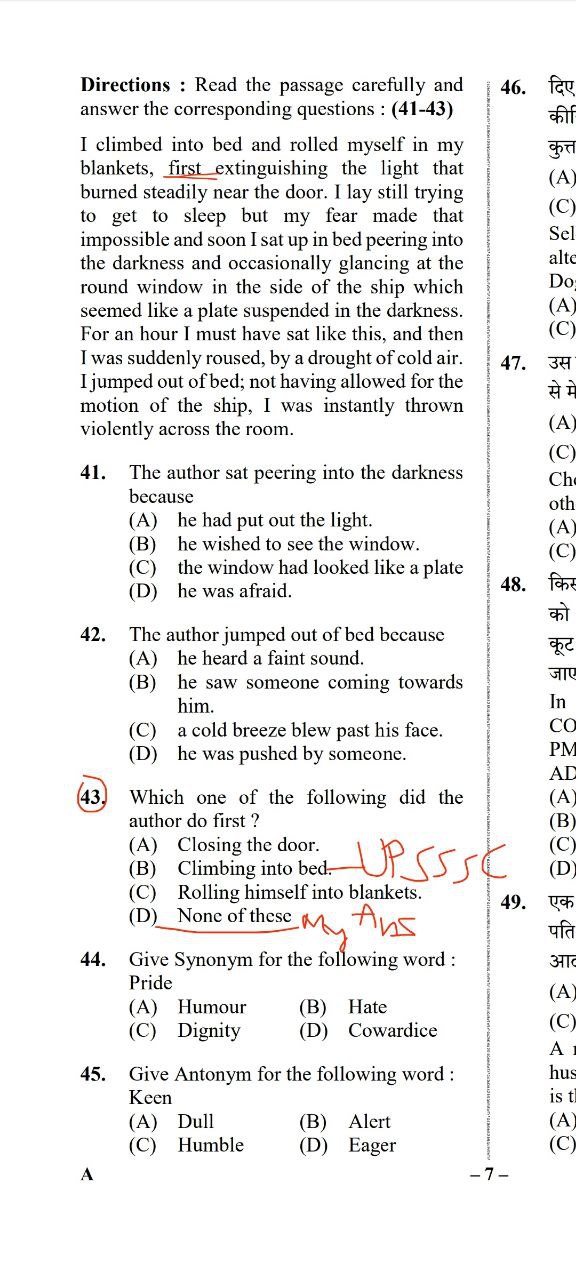 Directions : Read the passage carefully and
answer the corresponding questions : (41-43)
I climbed into bed and rolled myself in my
blankets, first extinguishing the light that
burned steadily near the door. I lay still trying
to get to sleep but my fear made that
impossible and soon I sat up in bed peering into
the darkness and occasionally glancing at the
round window in the side of the ship which
seemed like a plate suspended in the darkness.
For an hour I must have sat like this, and then
I was suddenly roused, by a drought of cold air.
I jumped out of bed; not having allowed for the
motion of the ship, I was instantly thrown
violently across the room.
41. The author sat peering into the darkness
because
(A) he had put out the light.
(B) he wished to see the window.
(C) the window had looked like a plate
(D) he was afraid.
42. The author jumped out of bed because
(A) he heard a faint sound.
(B) he saw someone coming towards
him.
(C) a cold breeze blew past his face.
(D) he was pushed by someone.
43. Which one of the following did the
author do first ?
(A) Closing the door.
(B) Climbing into bed. UPSSSC
(C) Rolling himself into blankets.
(D) None of these My Ans
44. Give Synonym for the following word :
Pride
(A) Humour (B) Hate
(C) Dignity (D) Cowardice
45. Give Antonym for the following word :
Keen
(A) Dull (B) Alert
(C) Humble (D) Eager
A
– 7 –
46. दिए
(A)
(C)
(A)
(C)
47. उस
से
(A)
(C)
(A)
(C)
48.
को
कूट
जाए
In
(A)
(B)
(C)
(D)
49. एक
(A)
(C)
A
is
(A)
(C)